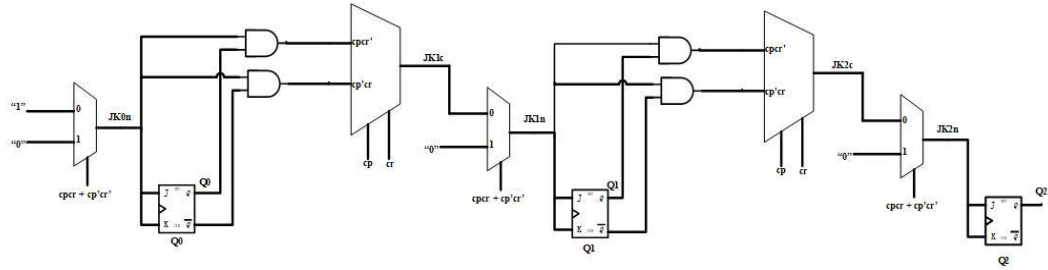 "1"
"0"
0
1
JK0n
cpcr + cp'cr'
Q0
J
Q
K
Q
Q0
cpcr'
cp'cr
cp
cr
JK1c
"0"
0
1
JK1n
cpcr + cp'cr'
Q1
J
Q
K
Q
Q1
cpcr'
cp'cr
cp
cr
JK2c
"0"
0
1
JK2n
cpcr + cp'cr'
J
Q
K
Q
Q2
Q2